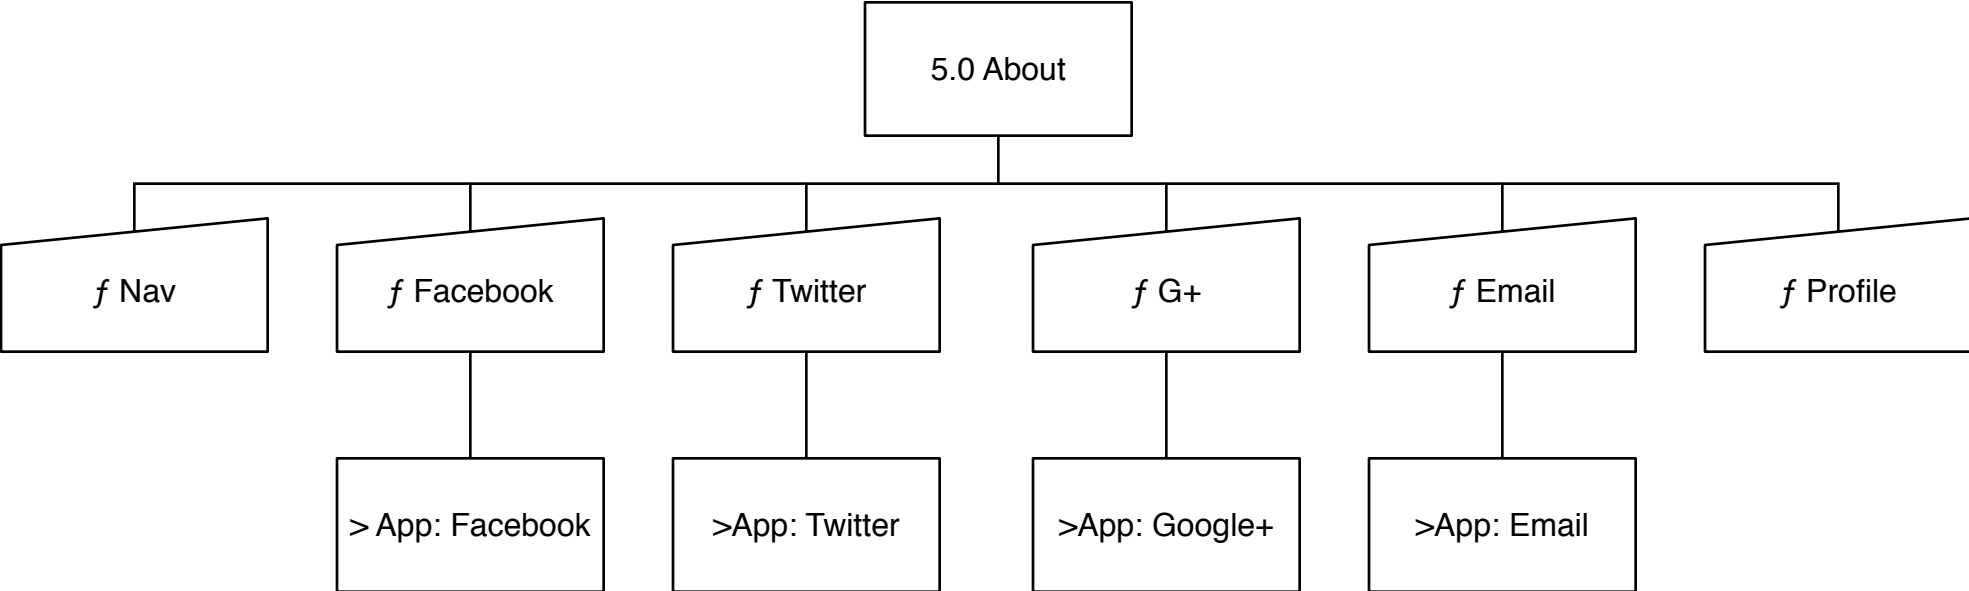 5.0 About
ƒ Nav
ƒ Facebook
ƒ Twitter
ƒ G+
ƒ Email
ƒ Profile
> App: Facebook
>App: Twitter
>App: Google+
>App: Email